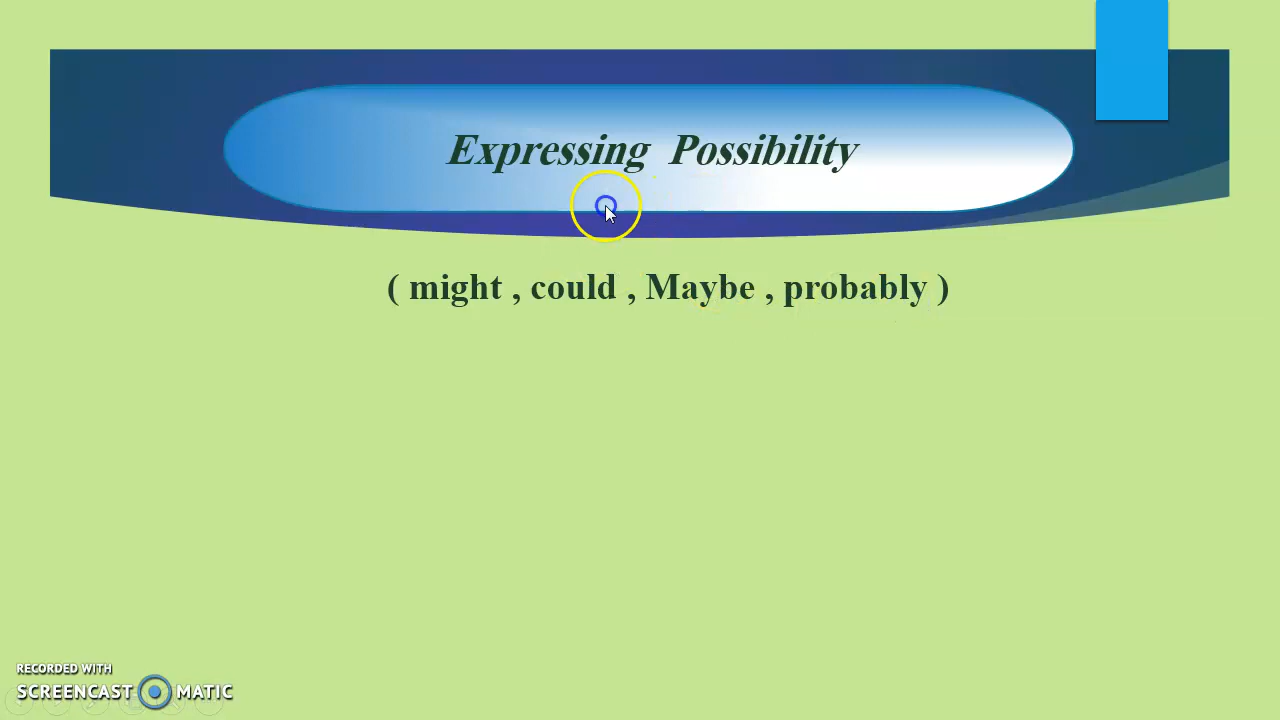 Expressing Possibility
( might , could , Maybe , probably )
RECORDED WITH
SCREENCAST MATIC